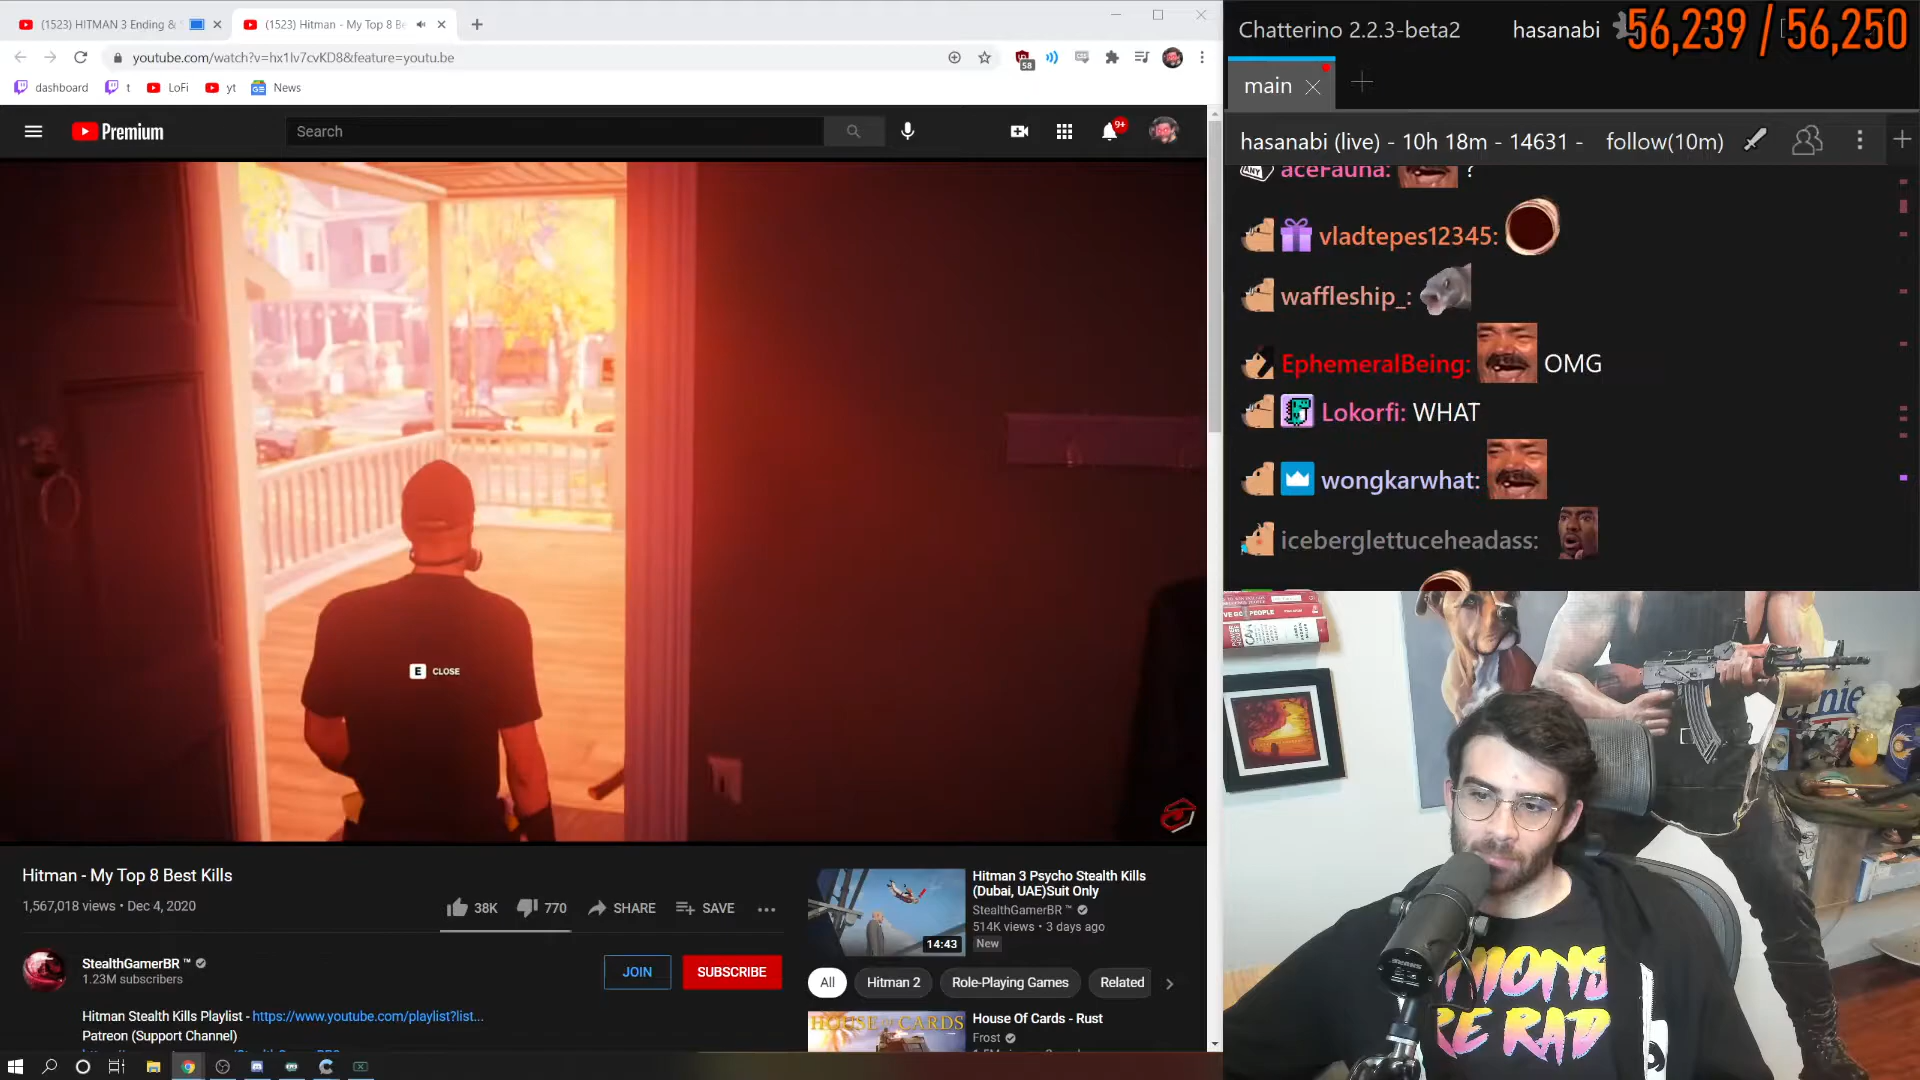 (1523) HITMAN 3 Ending &
(1523) Hitman - My Top 8 Be
youtube.com/watch?v=hx1lv7cvKD8&feature=youtu.be
58
dashboard
t
LoFi
yt
News
Premium
Search
9+
E CLOSE
Hitman - My Top 8 Best Kills
1,567,018 views • Dec 4, 2020
38K
770
SHARE
SAVE
StealthGamerBR ™
1.23M subscribers
JOIN
SUBSCRIBE
Hitman Stealth Kills Playlist - https://www.youtube.com/playlist?list...
Patreon (Support Channel)
14:43
Hitman 3 Psycho Stealth Kills
(Dubai, UAE)Suit Only
StealthGamerBR ™
514K views • 3 days ago
New
All
Hitman 2
Role-Playing Games
Related
HOUSE OF CARDS
House Of Cards - Rust
Frost
Chatterino 2.2.3-beta2
hasanabi
56,239 / 56,250
main
hasanabi (live) - 10h 18m - 14631 -
follow(10m)
ANY
aceFauna: ?
vladtepes12345:
waffleship_:
EphemeralBeing: OMG
Lokorfi: WHAT
wongkarwhat:
iceberglettuceheadass:
PEOPLE